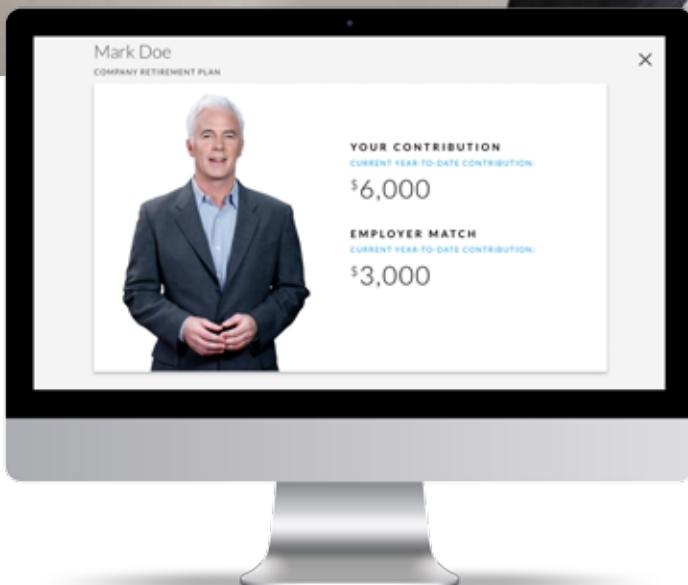 Mark Doe
COMPANY RETIREMENT PLAN
YOUR CONTRIBUTION
CURRENT YEAR-TO-DATE CONTRIBUTION:
$6,000
EMPLOYER MATCH
CURRENT YEAR-TO-DATE CONTRIBUTION:
$3,000